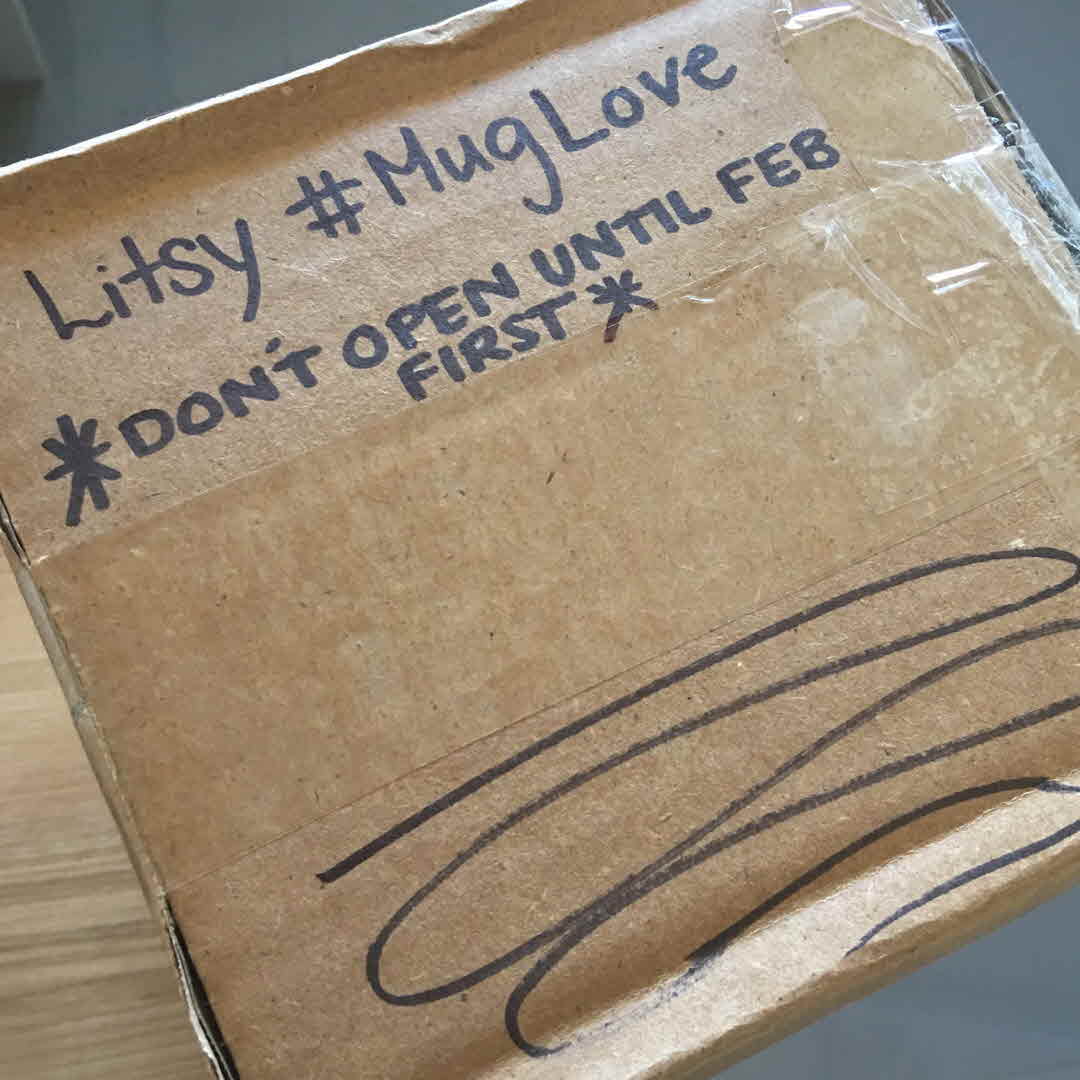 Litsy #MugLove
*DON'T OPEN UNTIL FEB
FIRST*